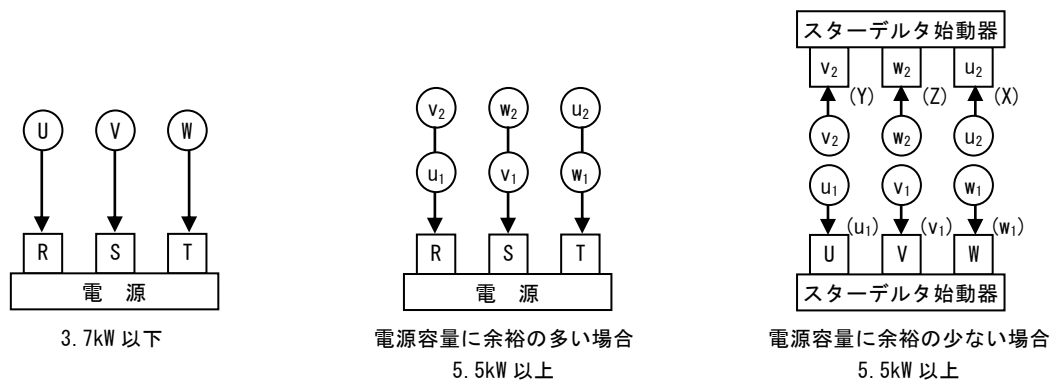 U V W
R S T
電 源
3.7kW 以下
v₂ w₂ u₂
u₁ v₁ w₁
R S T
電 源
電源容量に余裕の多い場合
5.5kW 以上
スターデルタ始動器
v₂ w₂ u₂
(Y) (Z) (X)
v₂ w₂ u₂
u₁ v₁ w₁
(u₁) (v₁) (w₁)
U V W
スターデルタ始動器
電源容量に余裕の少ない場合
5.5kW 以上